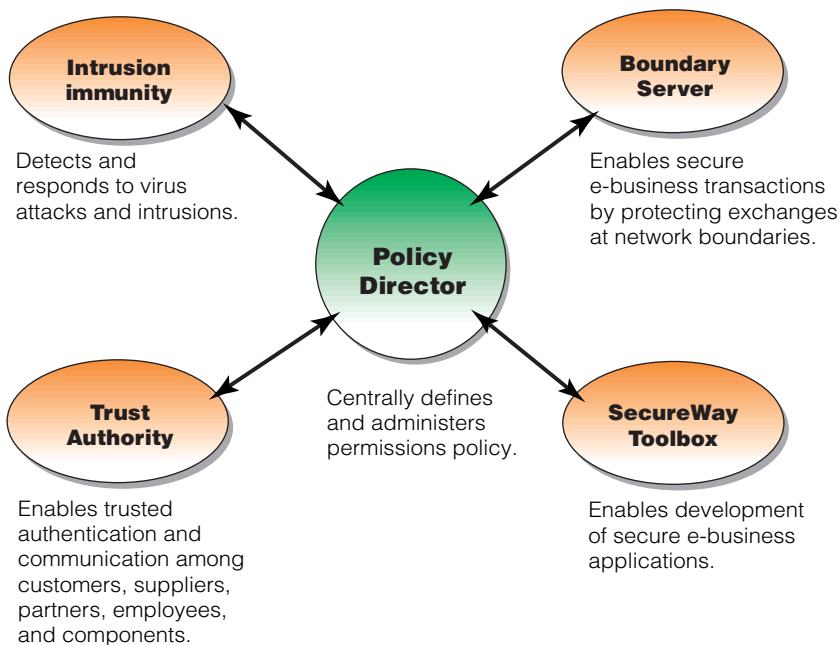 Intrusion
immunity
Detects and
responds to virus
attacks and intrusions.
Boundary
Server
Enables secure
e-business transactions
by protecting exchanges
at network boundaries.
Policy
Director
Centrally defines
and administers
permissions policy.
Trust
Authority
Enables trusted
authentication and
communication among
customers, suppliers,
partners, employees,
and components.
SecureWay
Toolbox
Enables development
of secure e-business
applications.